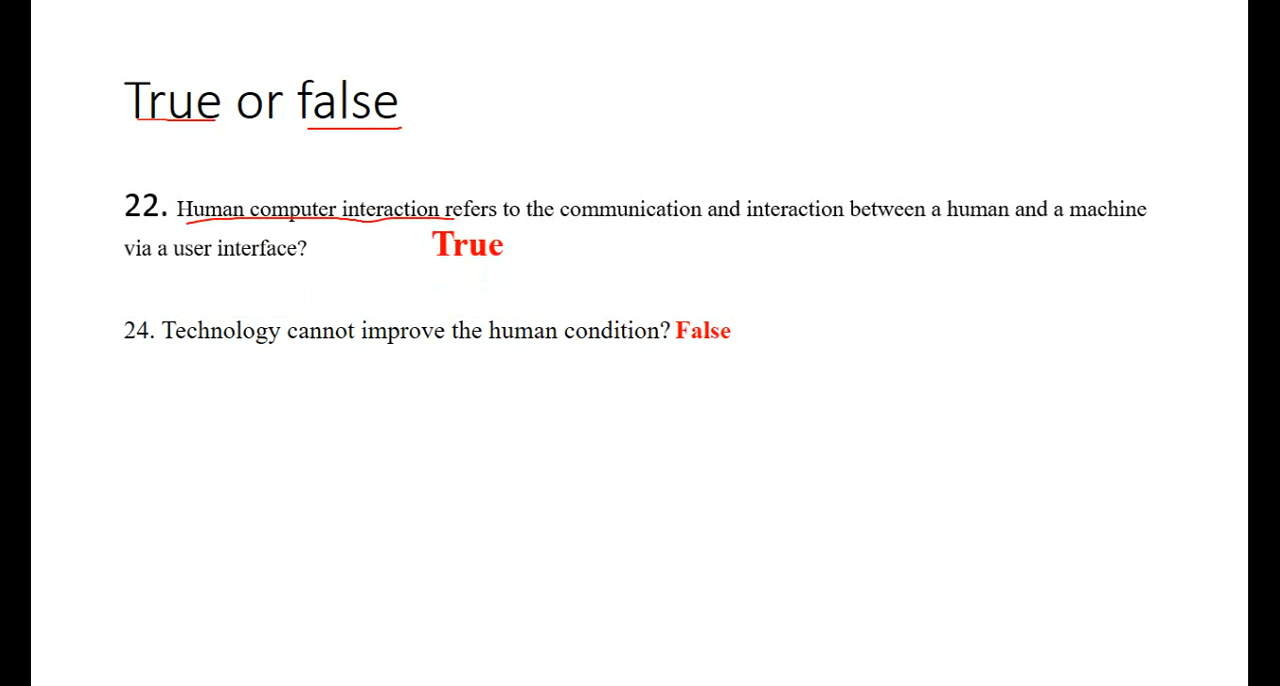 True or false
22. Human computer interaction refers to the communication and interaction between a human and a machine
via a user interface? True
24. Technology cannot improve the human condition? False